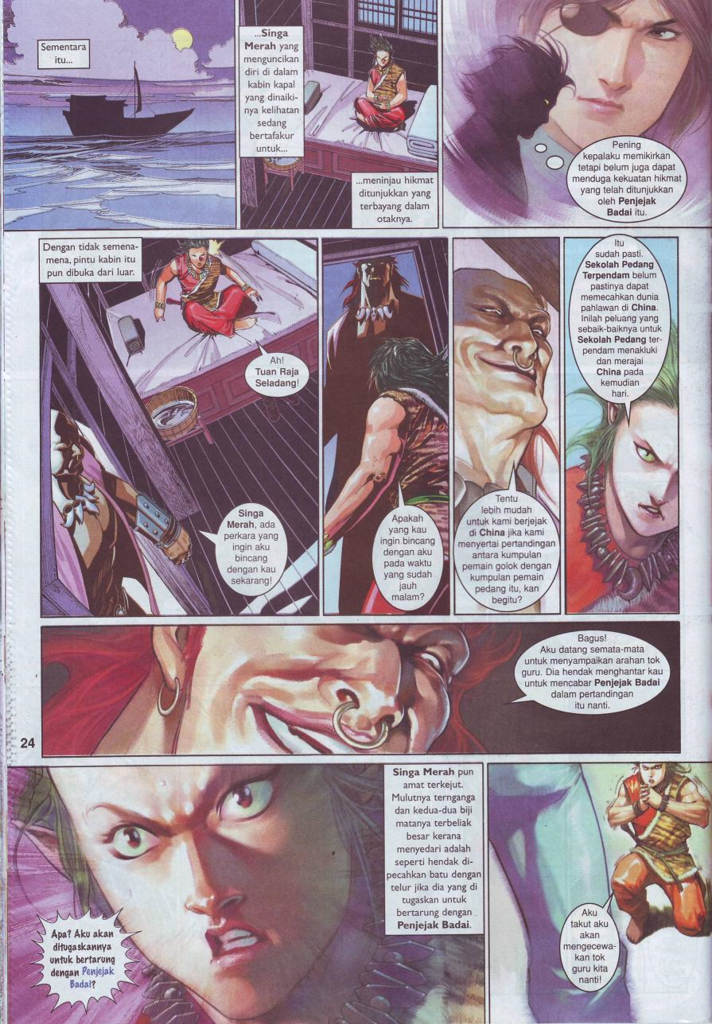 Sementara
itu...
...Singa
Merah yang
menguncikan
diri di dalam
kabin kapal
yang dinaiki-
nya kelihatan
sedang
bertafakur
untuk...
...meninjau hikmat
ditunjukkan yang
terbayang dalam
otaknya.
Pening
kepalaku memikirkan
tetapi belum juga dapat
menduga kekuatan hikmat
yang telah ditunjukkan
oleh Penjejak
Badai itu.
Dengan tidak semena-
mena, pintu kabin itu
pun dibuka dari luar.
Ah!
Tuan Raja
Seladang!
Singa
Merah, ada
perkara yang
ingin aku
bincang
dengan kau
sekarang!
Apakah
yang kau
ingin bincang
dengan aku
pada waktu
yang sudah
jauh
malam?
Tentu
lebih mudah
untuk kami berjejak
di China jika kami
menyertai pertandingan
antara kumpulan
pemain golok dengan
kumpulan pemain
pedang itu, kan
begitu?
Itu
sudah pasti.
Sekolah Pedang
Terpendam belum
pastinya dapat
memecahkan dunia
pahlawan di China.
Inilah peluang yang
sebaik-baiknya untuk
Sekolah Pedang ter-
pendam menakluki
dan merajai
China pada
kemudian
hari.
Bagus!
Aku datang semata-mata
untuk menyampaikan arahan tok
guru. Dia hendak menghantar kau
untuk mencabar Penjejak Badai
dalam pertandingan
itu nanti.
24
Singa Merah pun
amat terkejut.
Mulutnya ternganga
dan kedua-dua biji
matanya terbeliak
besar kerana
menyedari adalah
seperti hendak di-
pecahkan batu dengan
telur jika dia yang di
tugaskan untuk
bertarung dengan
Penjejak Badai.
Apa? Aku akan
ditugaskannya
untuk bertarung
dengan Penjejak
Badai?
Aku
takut aku
akan
mengecewa-
kan tok
guru kita
nanti!